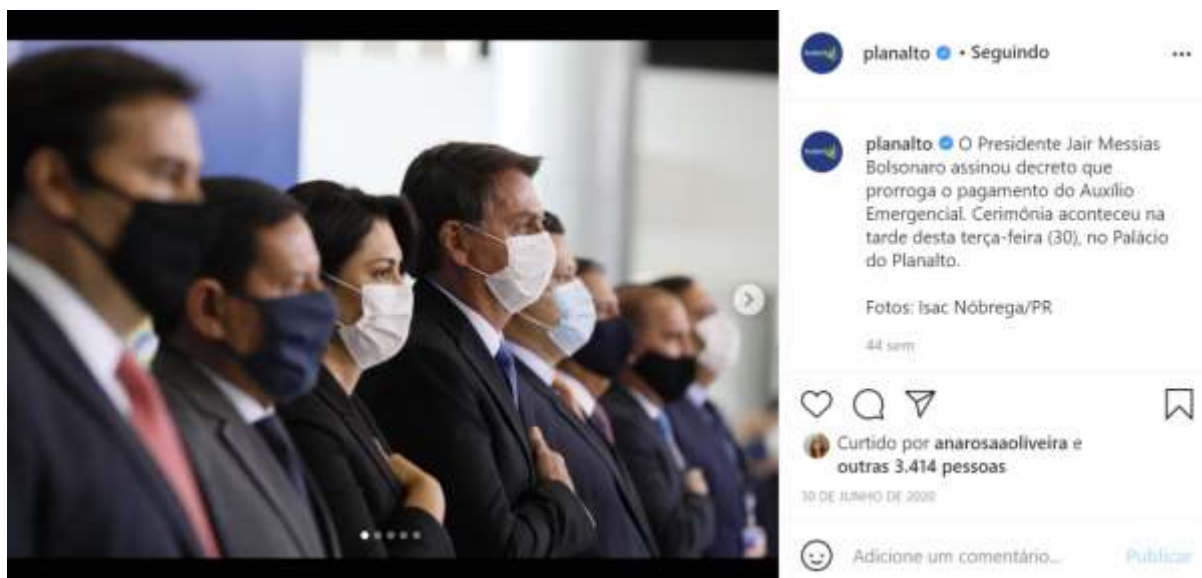 planalto • Seguindo
planalto O Presidente Jair Messias
Bolsonaro assinou decreto que
prorroga o pagamento do Auxílio
Emergencial. Cerimônia aconteceu na
tarde desta terça-feira (30), no Palácio
do Planalto.
Fotos: Isac Nóbrega/PR
44 sem
Curtido por anarosaaoliveira e
outras 3.414 pessoas
30 DE JUNHO DE 2020
Adicione um comentário... Publicar